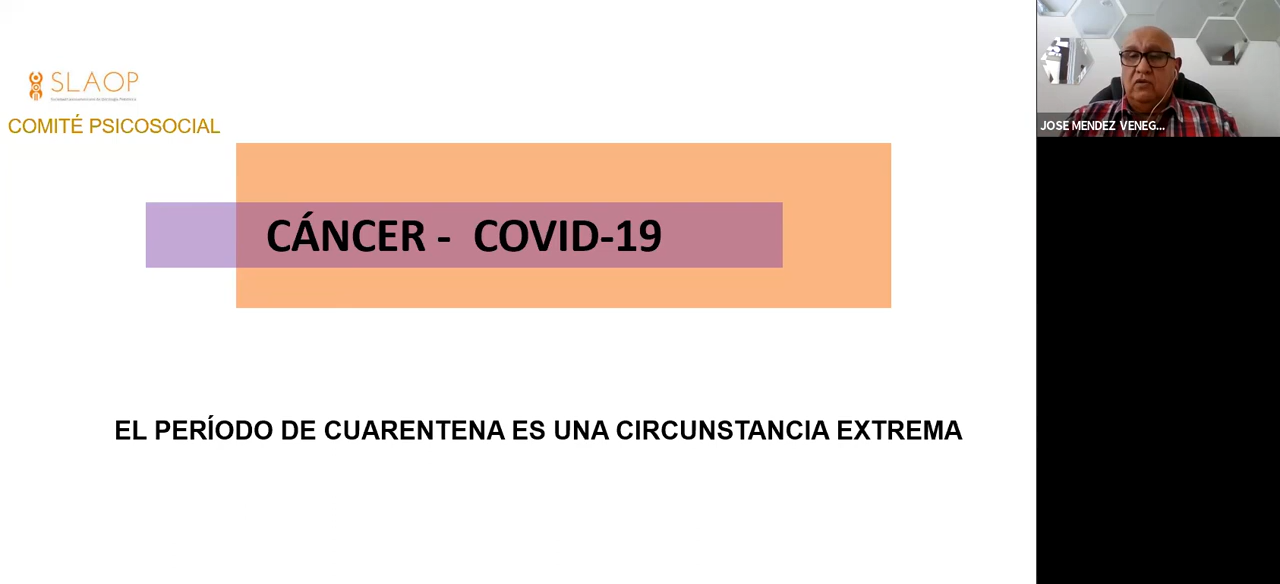 SLAOP
COMITÉ PSICOSOCIAL
CÁNCER - COVID-19
EL PERÍODO DE CUARENTENA ES UNA CIRCUNSTANCIA EXTREMA
JOSE MENDEZ VENEG...